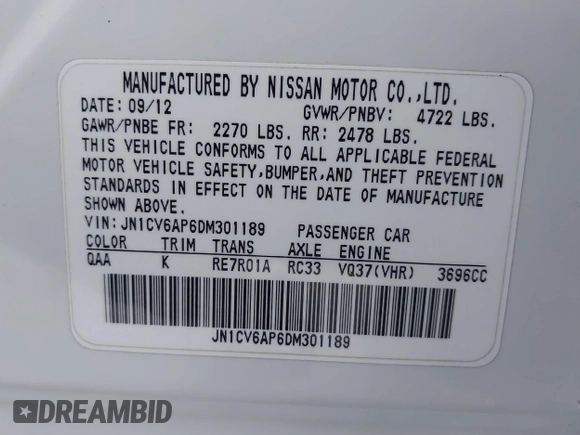 MANUFACTURED BY NISSAN MOTOR CO.,LTD.
DATE: 09/12 GVWR/PNBV: 4722 LBS.
GAWR/PNBE FR: 2270 LBS. RR: 2478 LBS.
THIS VEHICLE CONFORMS TO ALL APPLICABLE FEDERAL
MOTOR VEHICLE SAFETY,BUMPER,AND THEFT PREVENTION
STANDARDS IN EFFECT ON THE DATE OF MANUFACTURE
SHOWN ABOVE.
VIN:JN1CV6AP6DM301189 PASSENGER CAR
COLOR TRIM TRANS AXLE ENGINE
QAA K RE7R01A RC33 VQ37(VHR) 3696CC
JN1CV6AP6DM301189
DREAMBID